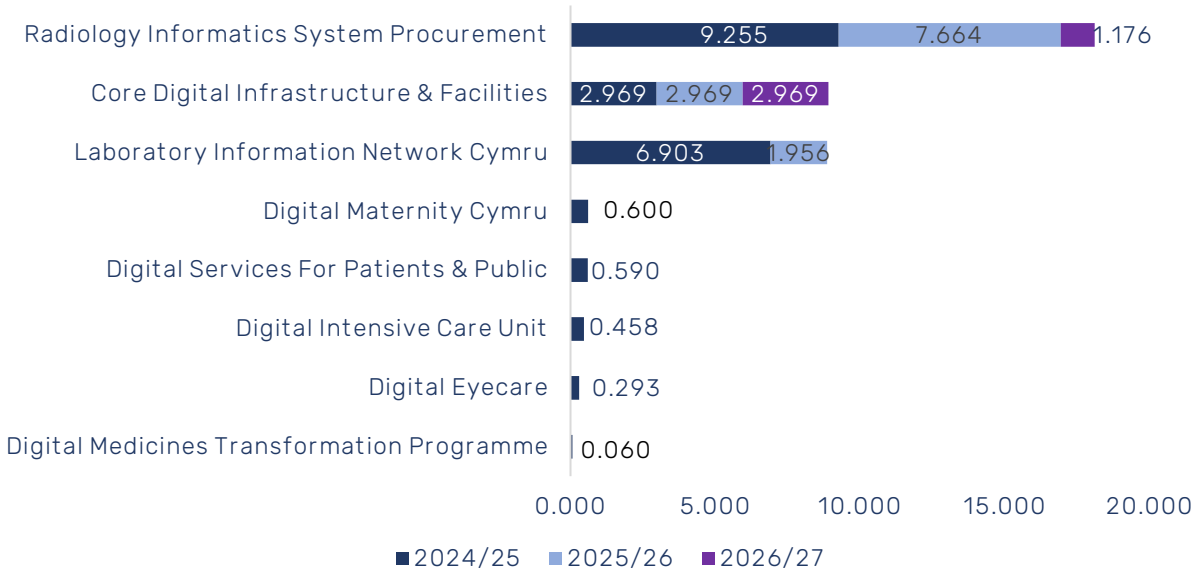 Radiology Informatics System Procurement 9.255 7.664 1.176
Core Digital Infrastructure & Facilities 2.969 2.969 2.969
Laboratory Information Network Cymru 6.903 1.956
Digital Maternity Cymru 0.600
Digital Services For Patients & Public 0.590
Digital Intensive Care Unit 0.458
Digital Eyecare 0.293
Digital Medicines Transformation Programme 0.060
0.000 5.000 10.000 15.000 20.000
2024/25 2025/26 2026/27